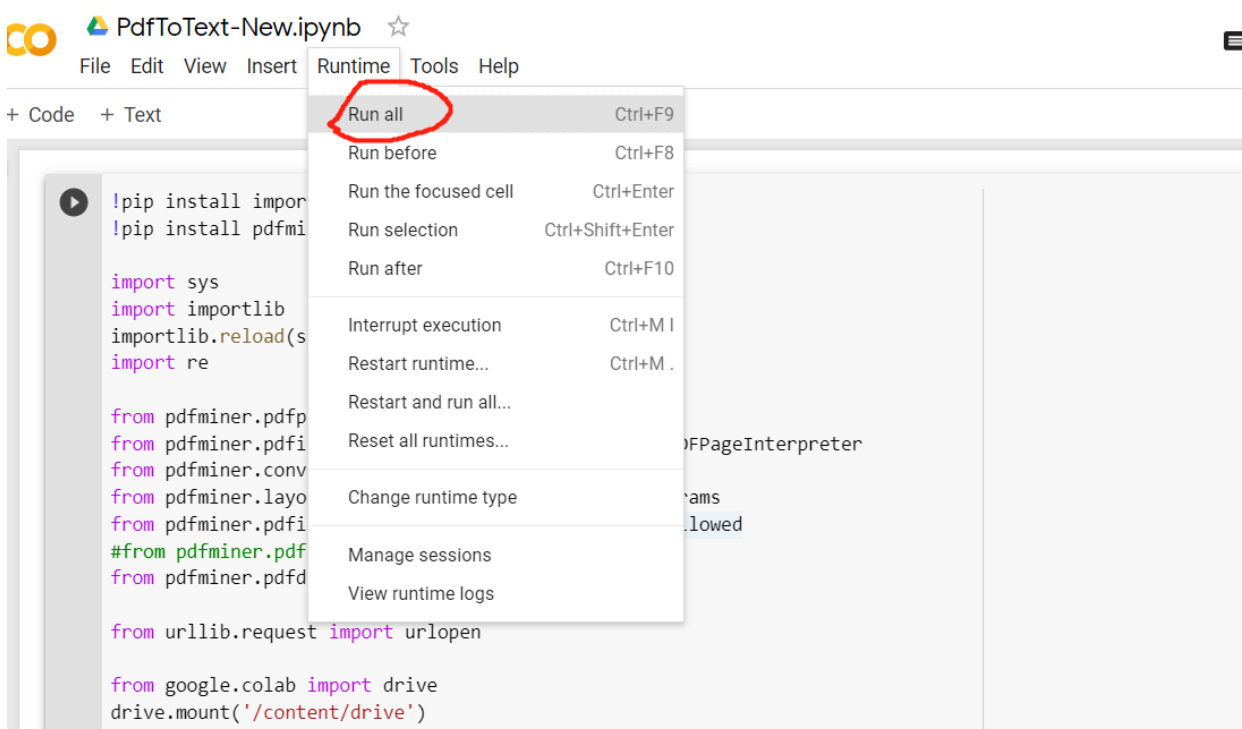 CO PdfToText-New.ipynb
File Edit View Insert Runtime Tools Help
+ Code + Text
Run all Ctrl+F9
Run before Ctrl+F8
Run the focused cell Ctrl+Enter
Run selection Ctrl+Shift+Enter
Run after Ctrl+F10
Interrupt execution Ctrl+M I
Restart runtime... Ctrl+M .
Restart and run all...
Reset all runtimes...
Change runtime type
Manage sessions
View runtime logs
!pip install impor
!pip install pdfmi
import sys
import importlib
importlib.reload(s
import re
from pdfminer.pdfp
from pdfminer.pdfi FPageInterpreter
from pdfminer.conv
from pdfminer.layo ams
from pdfminer.pdfi llowed
#from pdfminer.pdf
from pdfminer.pdfd
from urllib.request import urlopen
from google.colab import drive
drive.mount('/content/drive')